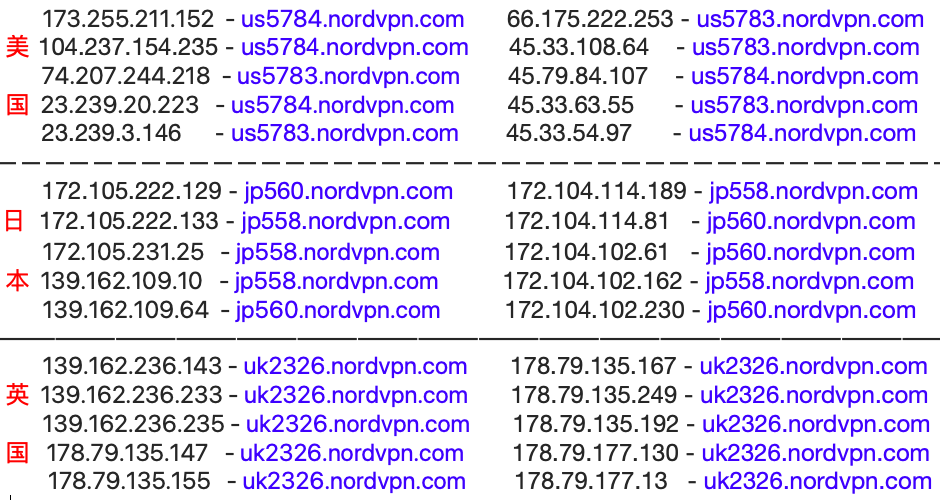 173.255.211.152 - us5784.nordvpn.com 66.175.222.253 - us5783.nordvpn.com
美 104.237.154.235 - us5784.nordvpn.com 45.33.108.64 - us5783.nordvpn.com
74.207.244.218 - us5783.nordvpn.com 45.79.84.107 - us5784.nordvpn.com
国 23.239.20.223 - us5784.nordvpn.com 45.33.63.55 - us5783.nordvpn.com
23.239.3.146 - us5783.nordvpn.com 45.33.54.97 - us5784.nordvpn.com
172.105.222.129 - jp560.nordvpn.com 172.104.114.189 - jp558.nordvpn.com
日 172.105.222.133 - jp558.nordvpn.com 172.104.114.81 - jp560.nordvpn.com
172.105.231.25 - jp558.nordvpn.com 172.104.102.61 - jp560.nordvpn.com
本 139.162.109.10 - jp558.nordvpn.com 172.104.102.162 - jp558.nordvpn.com
139.162.109.64 - jp560.nordvpn.com 172.104.102.230 - jp560.nordvpn.com
139.162.236.143 - uk2326.nordvpn.com 178.79.135.167 - uk2326.nordvpn.com
英 139.162.236.233 - uk2326.nordvpn.com 178.79.135.249 - uk2326.nordvpn.com
139.162.236.235 - uk2326.nordvpn.com 178.79.135.192 - uk2326.nordvpn.com
国 178.79.135.147 - uk2326.nordvpn.com 178.79.177.130 - uk2326.nordvpn.com
178.79.135.155 - uk2326.nordvpn.com 178.79.177.13 - uk2326.nordvpn.com